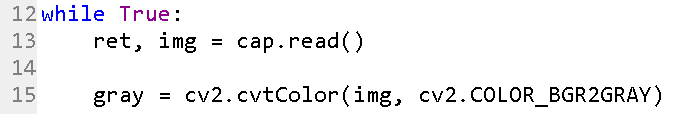 12 while True:
13     ret, img = cap.read()
14
15     gray = cv2.cvtColor(img, cv2.COLOR_BGR2GRAY)